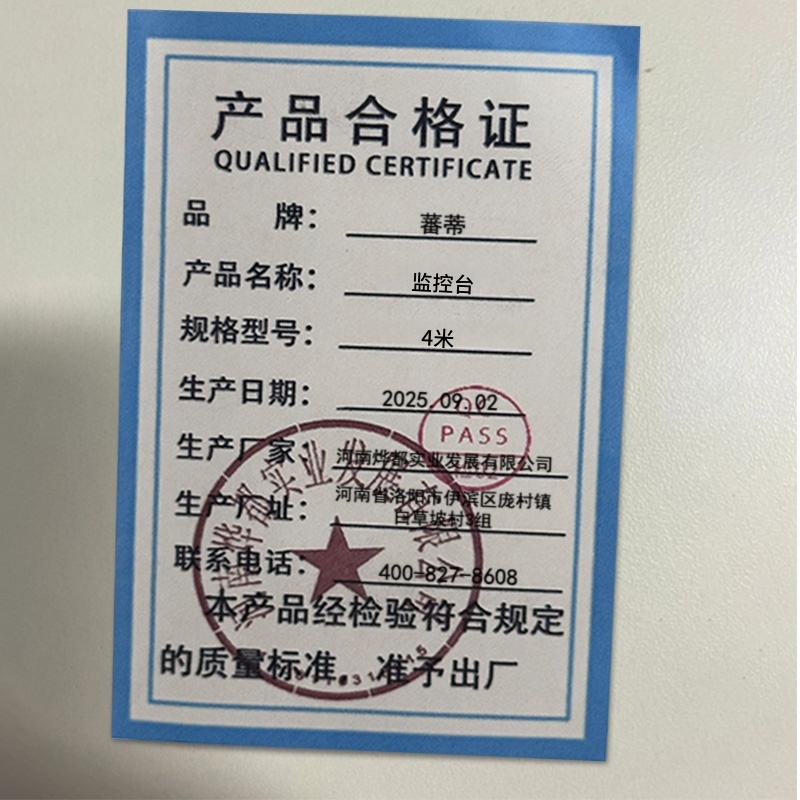 产品合格证
QUALIFIED CERTIFICATE
品 牌： 蕃蒂
产品名称： 监控台
规格型号： 4米
生产日期： 2025.09.02
PASS
生产厂家： 河南烨都实业发展有限公司
生产厂址： 河南省洛阳市伊滨区庞村镇
白草坡村3组
联系电话： 400-827-8608
本产品经检验符合规定
的质量标准，准予出厂